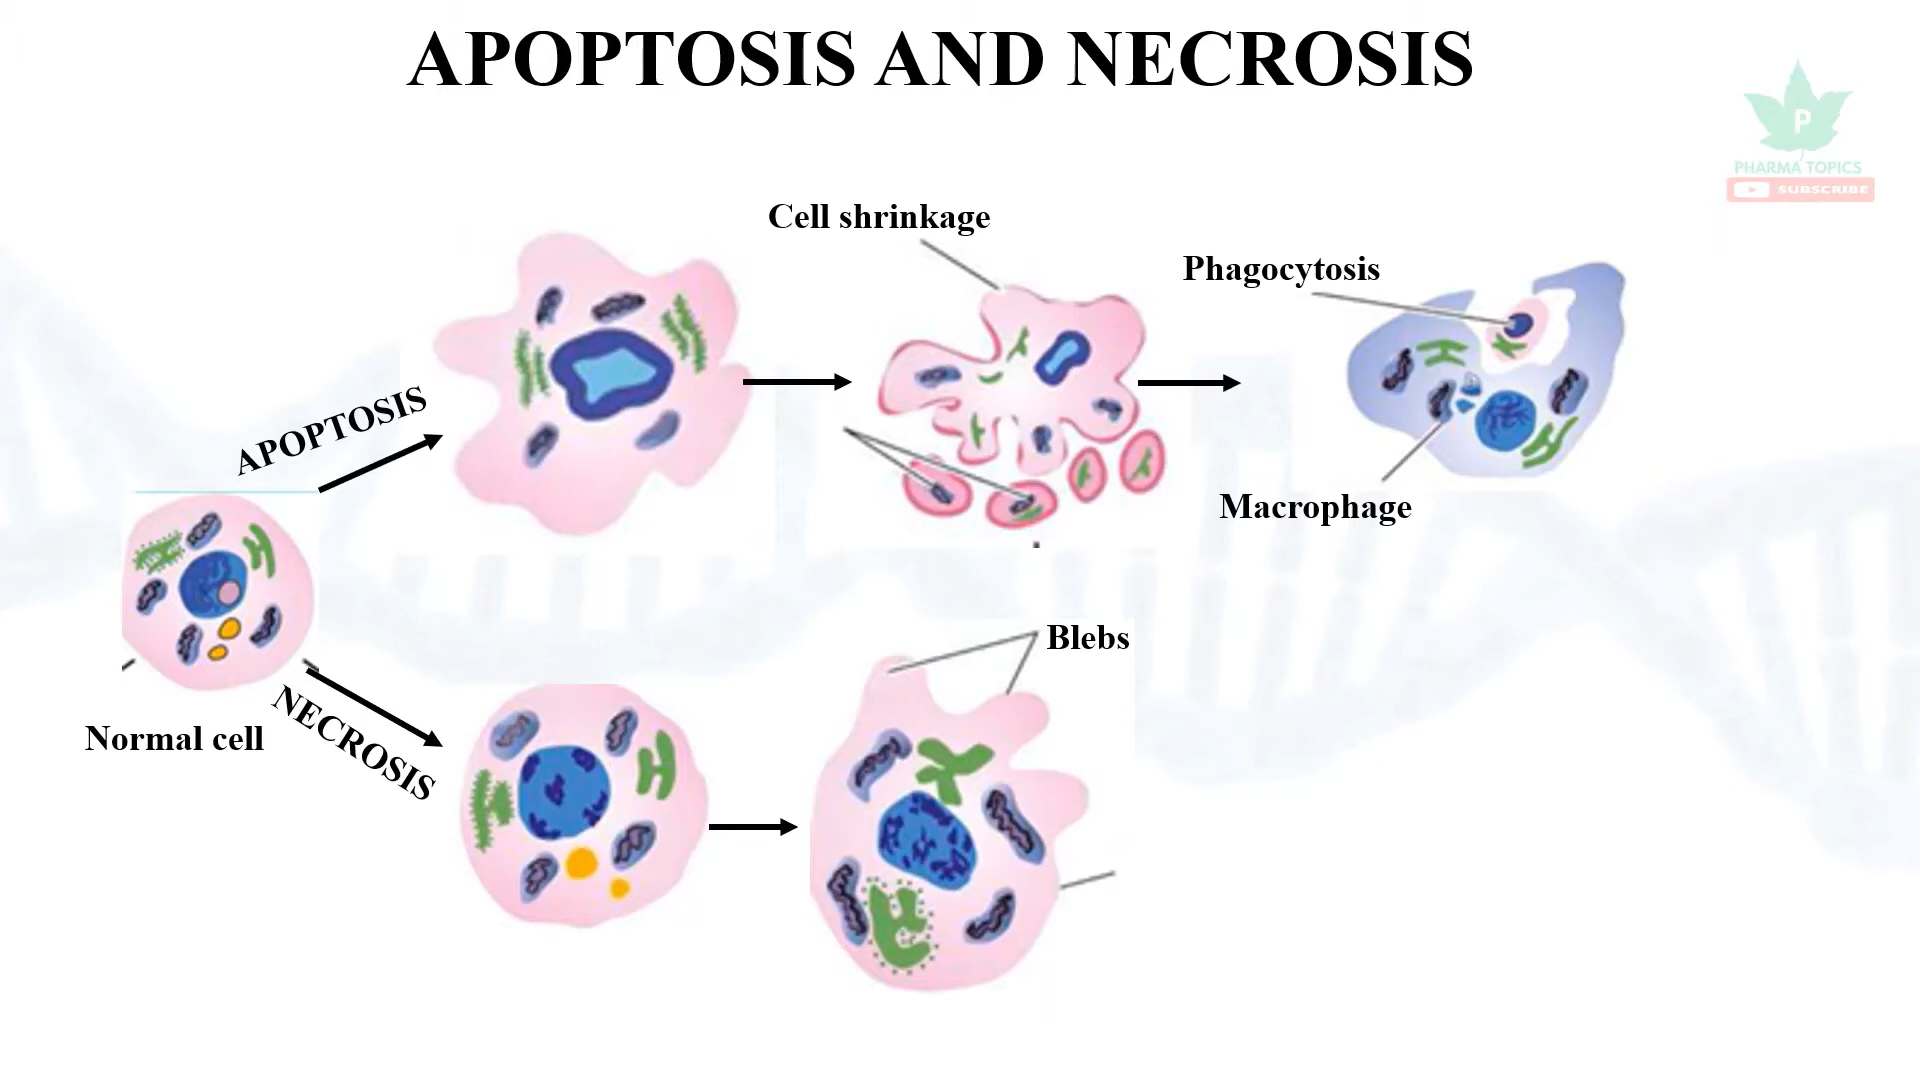 APOPTOSIS AND NECROSIS
P
PHARMA TOPICS
SUBSCRIBE
Cell shrinkage
Phagocytosis
APOPTOSIS
Macrophage
Blebs
Normal cell
NECROSIS